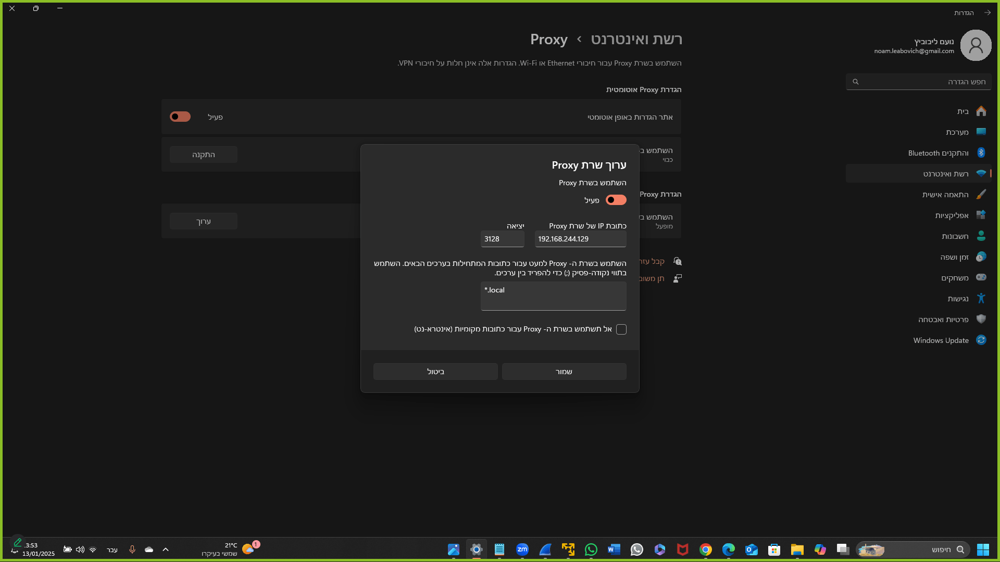 הגדרות
נועם ליבוביץ
noam.leabovich@gmail.com
חפש הגדרה
בית
מערכת
Bluetooth והתקנים
רשת ואינטרנט
התאמה אישית
אפליקציות
חשבונות
זמן ושפה
משחקים
נגישות
פרטיות ואבטחה
Windows Update
רשת ואינטרנט › Proxy
השתמש בשרת Proxy עבור חיבורי Ethernet או Wi-Fi. הגדרות אלה אינן חלות על חיבורי VPN.
הגדרת Proxy אוטומטית
אתר הגדרות באופן אוטומטי
פעיל
השתמש ב-
כבוי
התקנה
הגדרת Proxy
השתמש בש
מופעל
ערוך
קבל עזר
תן משוב
ערוך שרת Proxy
השתמש בשרת Proxy
פעיל
כתובת IP של שרת Proxy
יציאה
192.168.244.129
3128
השתמש בשרת ה- Proxy למעט עבור כתובות המתחילות בערכים הבאים. השתמש
בתווי נקודה-פסיק (;) כדי להפריד בין ערכים.
*.local
אל תשתמש בשרת ה- Proxy עבור כתובות מקומיות (אינטרא-נט)
שמור
ביטול
חיפוש
1
21°C
שמשי בעיקרו
עבר
3:53
13/01/2025